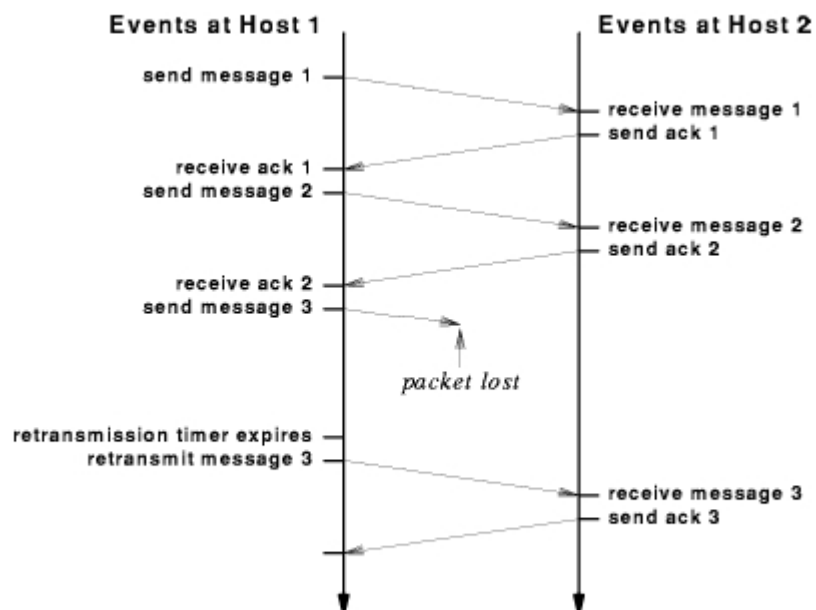 Events at Host 1
Events at Host 2
send message 1
receive message 1
send ack 1
receive ack 1
send message 2
receive message 2
send ack 2
receive ack 2
send message 3
packet lost
retransmission timer expires
retransmit message 3
receive message 3
send ack 3